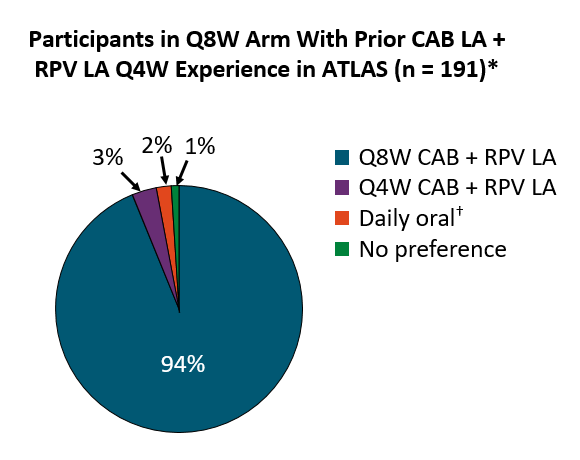 Participants in Q8W Arm With Prior CAB LA +
RPV LA Q4W Experience in ATLAS (n = 191)*
3%
2%
1%
94%
Q8W CAB + RPV LA
Q4W CAB + RPV LA
Daily oral†
No preference